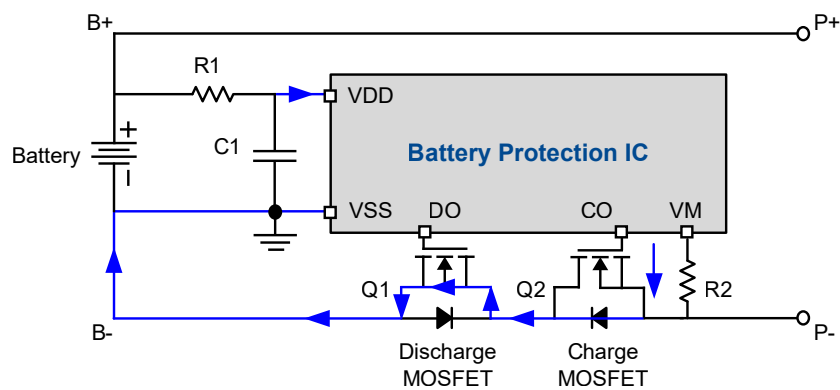 B+
P+
R1
VDD
C1
Battery
Battery Protection IC
VSS
DO
CO
VM
Q1
Q2
R2
B-
P-
Discharge
MOSFET
Charge
MOSFET